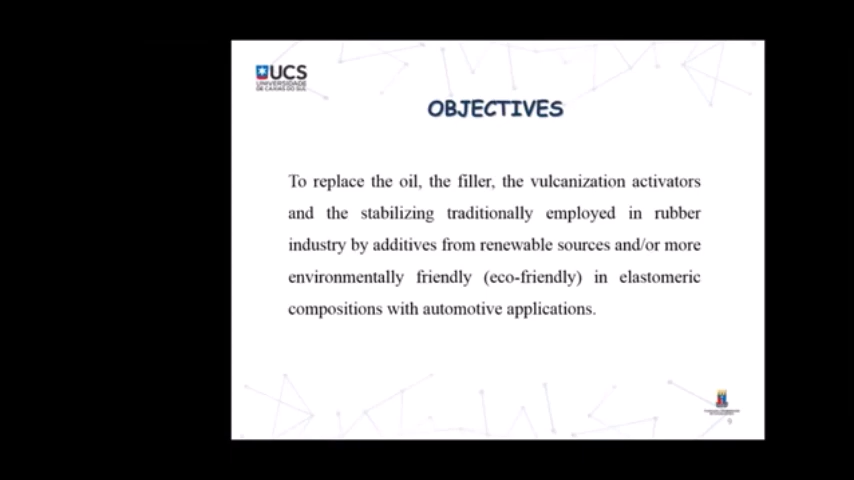 UCS
UNIVERSIDADE
DE CAXIAS DO SUL
OBJECTIVES
To replace the oil, the filler, the vulcanization activators
and the stabilizing traditionally employed in rubber
industry by additives from renewable sources and/or more
environmentally friendly (eco-friendly) in elastomeric
compositions with automotive applications.
9